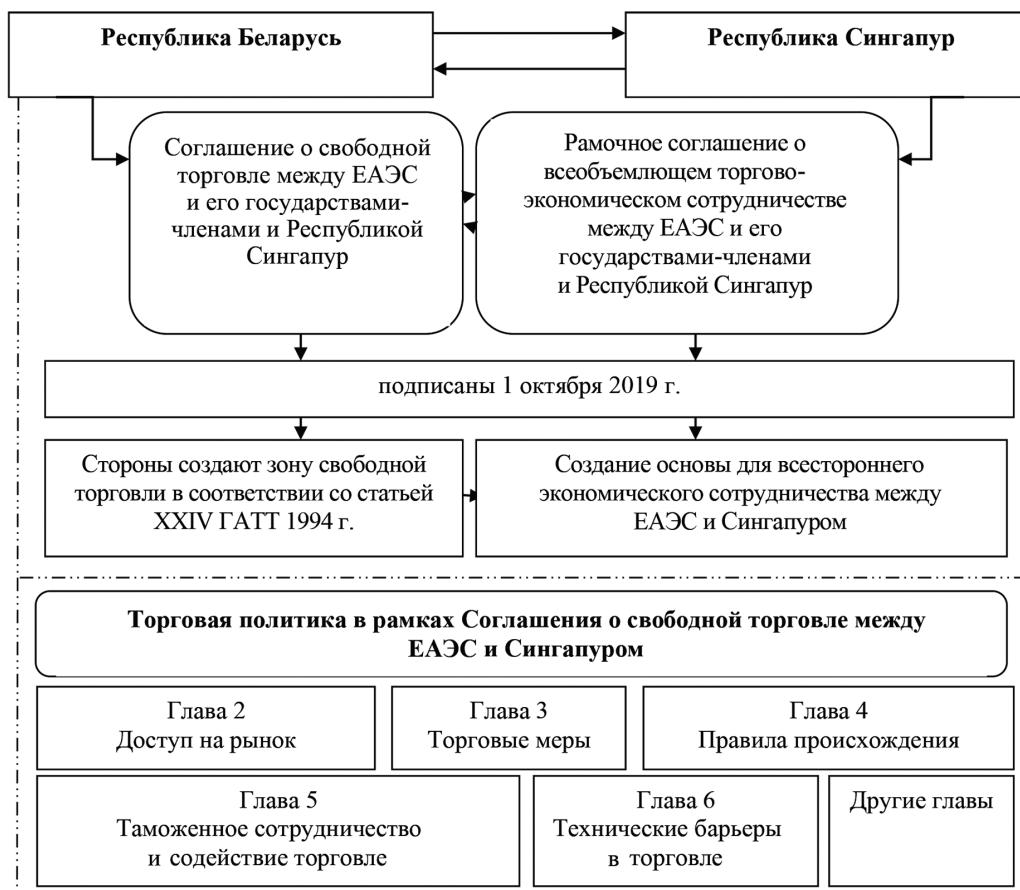 Республика Беларусь
Республика Сингапур
Соглашение о свободной
торговле между ЕАЭС
и его государствами-
членами и Республикой
Сингапур
Рамочное соглашение о
всеобъемлющем торгово-
экономическом сотрудничестве
между ЕАЭС и его
государствами-членами
и Республикой Сингапур
подписаны 1 октября 2019 г.
Стороны создают зону свободной
торговли в соответствии со статьей
XXIV ГАТТ 1994 г.
Создание основы для всестороннего
экономического сотрудничества между
ЕАЭС и Сингапуром
Торговая политика в рамках Соглашения о свободной торговле между
ЕАЭС и Сингапуром
Глава 2
Доступ на рынок
Глава 3
Торговые меры
Глава 4
Правила происхождения
Глава 5
Таможенное сотрудничество
и содействие торговле
Глава 6
Технические барьеры
в торговле
Другие главы